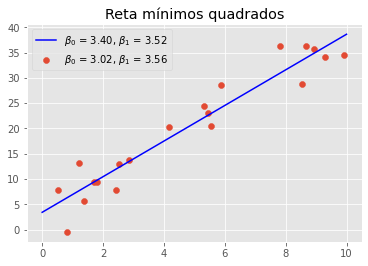 Reta mínimos quadrados
β₀ = 3.40, β₁ = 3.52
β₀ = 3.02, β₁ = 3.56
40
35
30
25
20
15
10
5
0
0 2 4 6 8 10